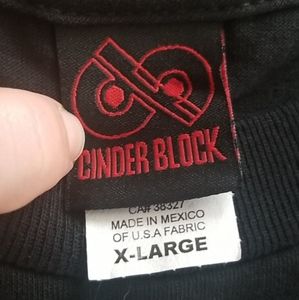 CINDER BLOCK
CA# 38327
MADE IN MEXICO
OF U.S.A FABRIC
X-LARGE